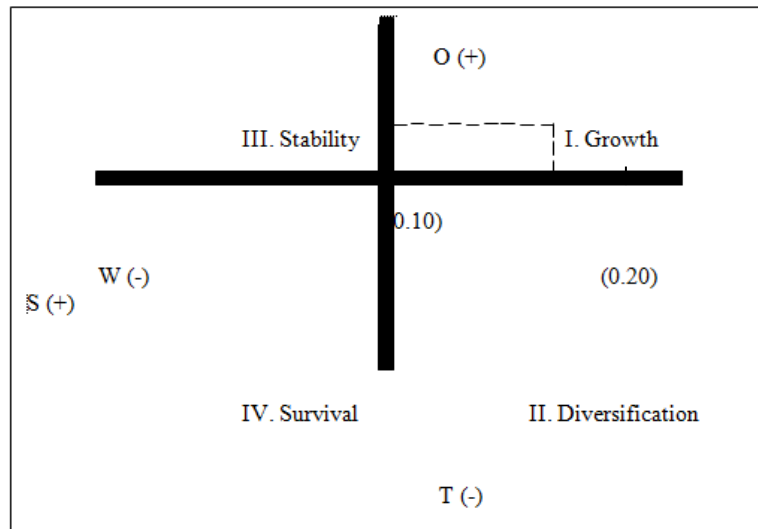 O (+)
III. Stability
I. Growth
0.10)
W (-)
(0.20)
S (+)
IV. Survival
II. Diversification
T (-)